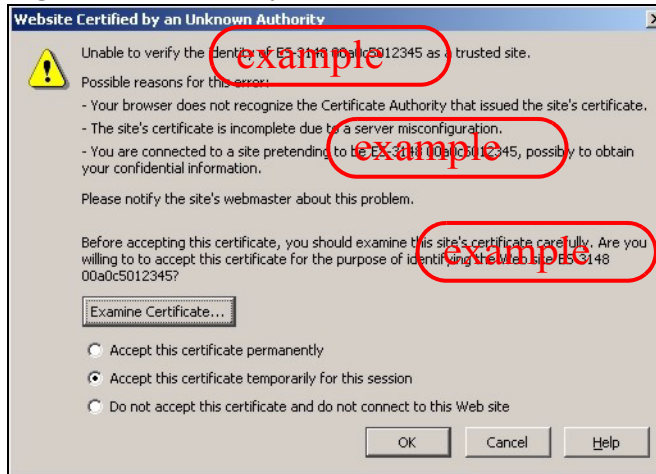 Website Certified by an Unknown Authority
Unable to verify the identity of ES-3148 00a0c5012345 as a trusted site.
example
Possible reasons for this error:
- Your browser does not recognize the Certificate Authority that issued the site's certificate.
- The site's certificate is incomplete due to a server misconfiguration.
- You are connected to a site pretending to be ES-3148 00a0c5012345, possibly to obtain
example
your confidential information.
Please notify the site's webmaster about this problem.
Before accepting this certificate, you should examine this site's certificate carefully. Are you
willing to to accept this certificate for the purpose of identifying the Web site ES-3148
example
00a0c5012345?
Examine Certificate...
Accept this certificate permanently
Accept this certificate temporarily for this session
Do not accept this certificate and do not connect to this Web site
OK Cancel Help